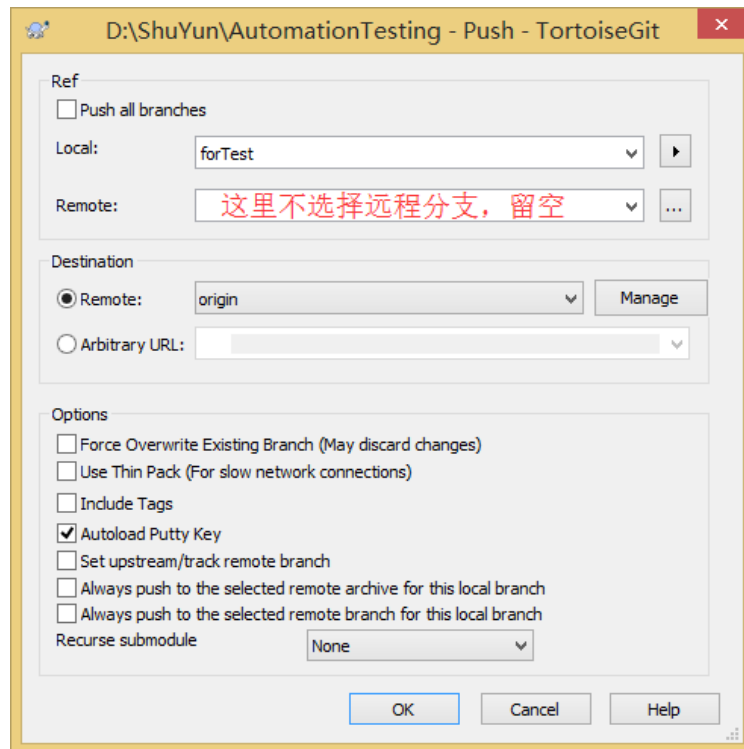 D:\ShuYun\AutomationTesting - Push - TortoiseGit
Ref
Push all branches
Local:
forTest
Remote:
这里不选择远程分支，留空
...
Destination
Remote:
origin
Manage
Arbitrary URL:
Options
Force Overwrite Existing Branch (May discard changes)
Use Thin Pack (For slow network connections)
Include Tags
Autoload Putty Key
Set upstream/track remote branch
Always push to the selected remote archive for this local branch
Always push to the selected remote branch for this local branch
Recurse submodule
None
OK
Cancel
Help